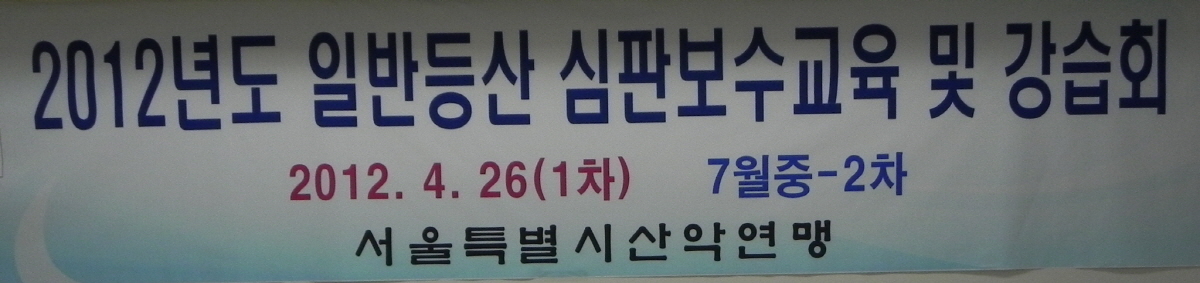 2012년도 일반등산 심판보수교육 및 강습회
2012. 4. 26(1차) 7월중-2차
서울특별시산악연맹